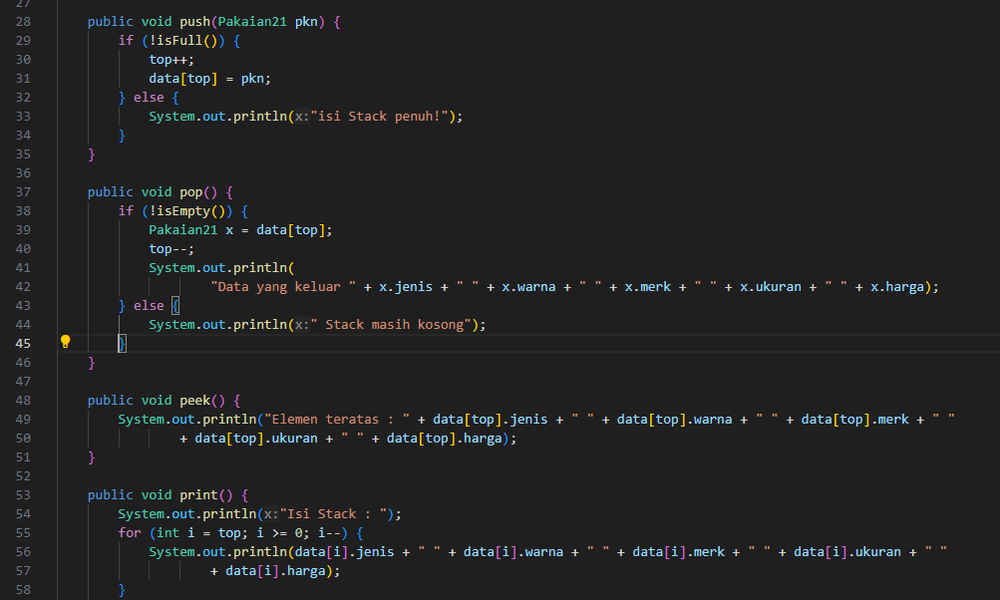 27
28 public void push(Pakaian21 pkn) {
29 if (!isFull()) {
30 top++;
31 data[top] = pkn;
32 } else {
33 System.out.println(x:"isi Stack penuh!");
34 }
35 }
36
37 public void pop() {
38 if (!isEmpty()) {
39 Pakaian21 x = data[top];
40 top--;
41 System.out.println(
42 "Data yang keluar " + x.jenis + " " + x.warna + " " + x.merk + " " + x.ukuran + " " + x.harga);
43 } else {
44 System.out.println(x:" Stack masih kosong");
45 }
46 }
47
48 public void peek() {
49 System.out.println("Elemen teratas : " + data[top].jenis + " " + data[top].warna + " " + data[top].merk + " "
50 + data[top].ukuran + " " + data[top].harga);
51 }
52
53 public void print() {
54 System.out.println(x:"Isi Stack : ");
55 for (int i = top; i >= 0; i--) {
56 System.out.println(data[i].jenis + " " + data[i].warna + " " + data[i].merk + " " + data[i].ukuran + " "
57 + data[i].harga);
58 }